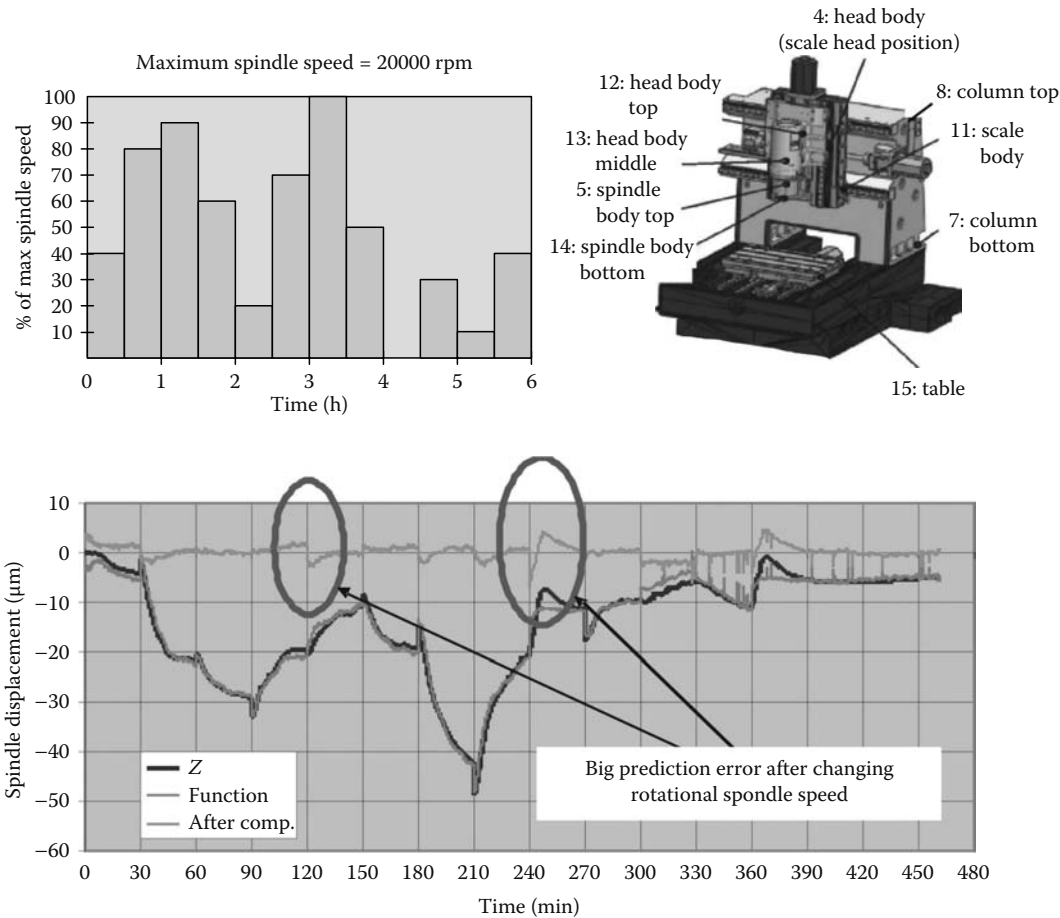 Maximum spindle speed = 20000 rpm
% of max spindle speed
100
90
80
70
60
50
40
30
20
10
0 1 2 3 4 5 6
Time (h)
4: head body
(scale head position)
12: head body
top
8: column top
13: head body
middle
11: scale
body
5: spindle
body top
7: column
bottom
14: spindle body
bottom
15: table
Spindle displacement (μm)
10
0
−10
−20
−30
−40
−50
−60
Z
Function
After comp.
Big prediction error after changing
rotational spondle speed
0 30 60 90 120 150 180 210 240 270 300 330 360 390 420 450 480
Time (min)